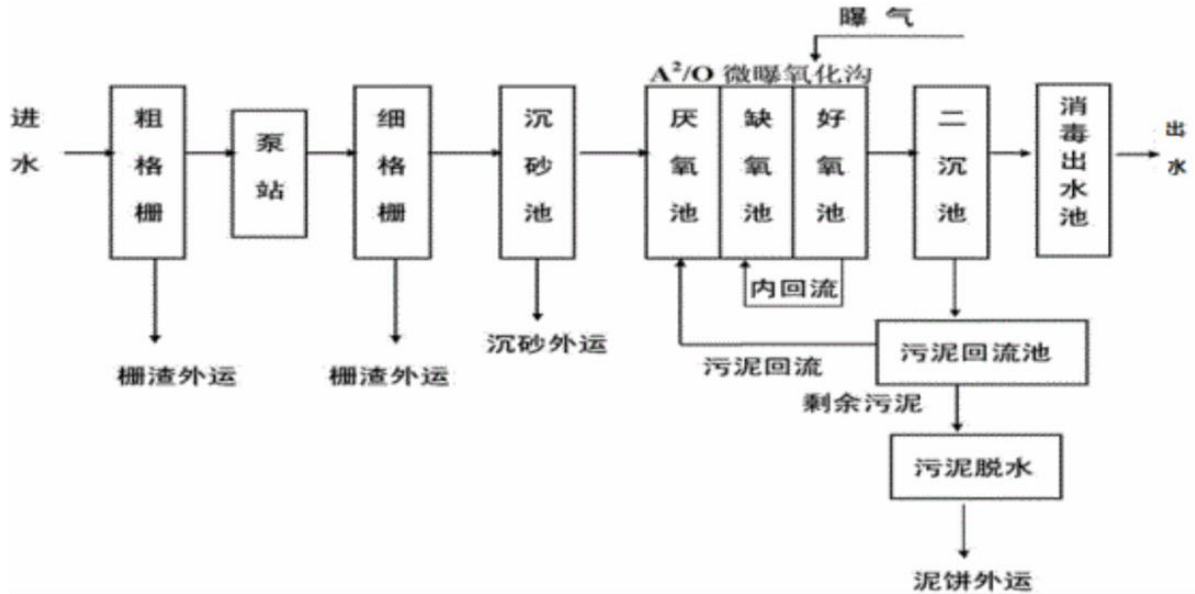 曝 气
A²/O 微曝氧化沟
进水
粗格栅
泵站
细格栅
沉砂池
厌氧池
缺氧池
好氧池
二沉池
消毒出水池
出水
内回流
沉砂外运
污泥回流池
污泥回流
栅渣外运
栅渣外运
剩余污泥
污泥脱水
泥饼外运